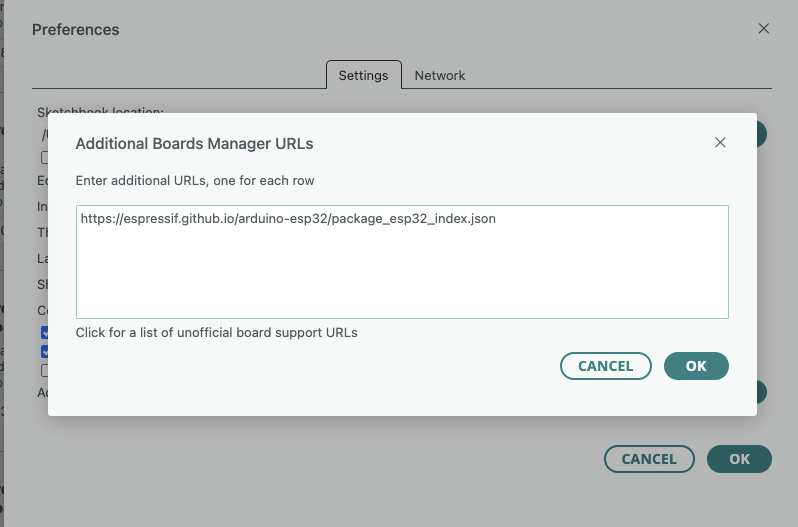 Preferences
Settings
Network
Sketchbook location:
Additional Boards Manager URLs
Enter additional URLs, one for each row
https://espressif.github.io/arduino-esp32/package_esp32_index.json
Click for a list of unofficial board support URLs
CANCEL
OK
CANCEL
OK